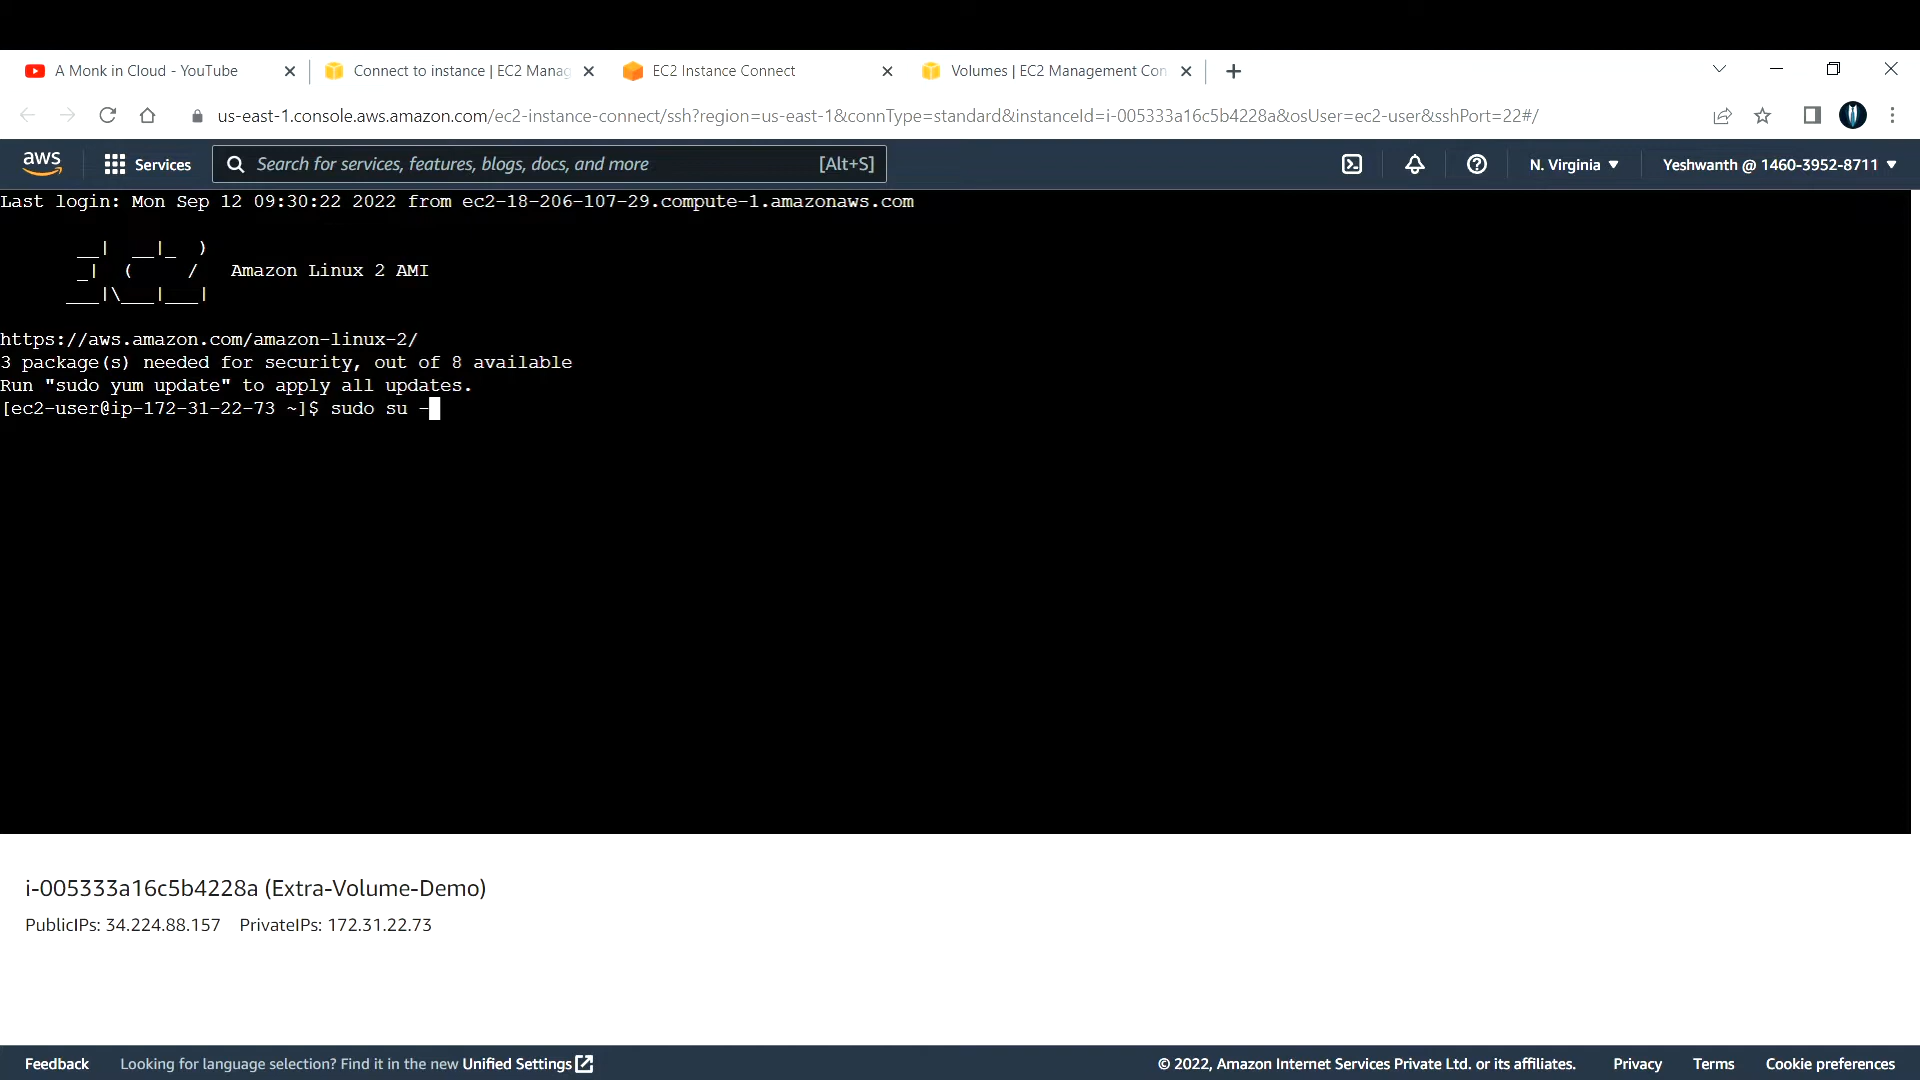 A Monk in Cloud - YouTube
Connect to instance | EC2 Manag
EC2 Instance Connect
Volumes | EC2 Management Con
us-east-1.console.aws.amazon.com/ec2-instance-connect/ssh?region=us-east-1&connType=standard&instanceId=i-005333a16c5b4228a&osUser=ec2-user&sshPort=22#/
aws
Services
Search for services, features, blogs, docs, and more [Alt+S]
N. Virginia
Yeshwanth @ 1460-3952-8711
Last login: Mon Sep 12 09:30:22 2022 from ec2-18-206-107-29.compute-1.amazonaws.com
__|  __|_  )
_|  (     /   Amazon Linux 2 AMI
___|\___|___|
https://aws.amazon.com/amazon-linux-2/
3 package(s) needed for security, out of 8 available
Run "sudo yum update" to apply all updates.
[ec2-user@ip-172-31-22-73 ~]$ sudo su -
i-005333a16c5b4228a (Extra-Volume-Demo)
PublicIPs: 34.224.88.157 PrivateIPs: 172.31.22.73
Feedback
Looking for language selection? Find it in the new Unified Settings
© 2022, Amazon Internet Services Private Ltd. or its affiliates.
Privacy
Terms
Cookie preferences